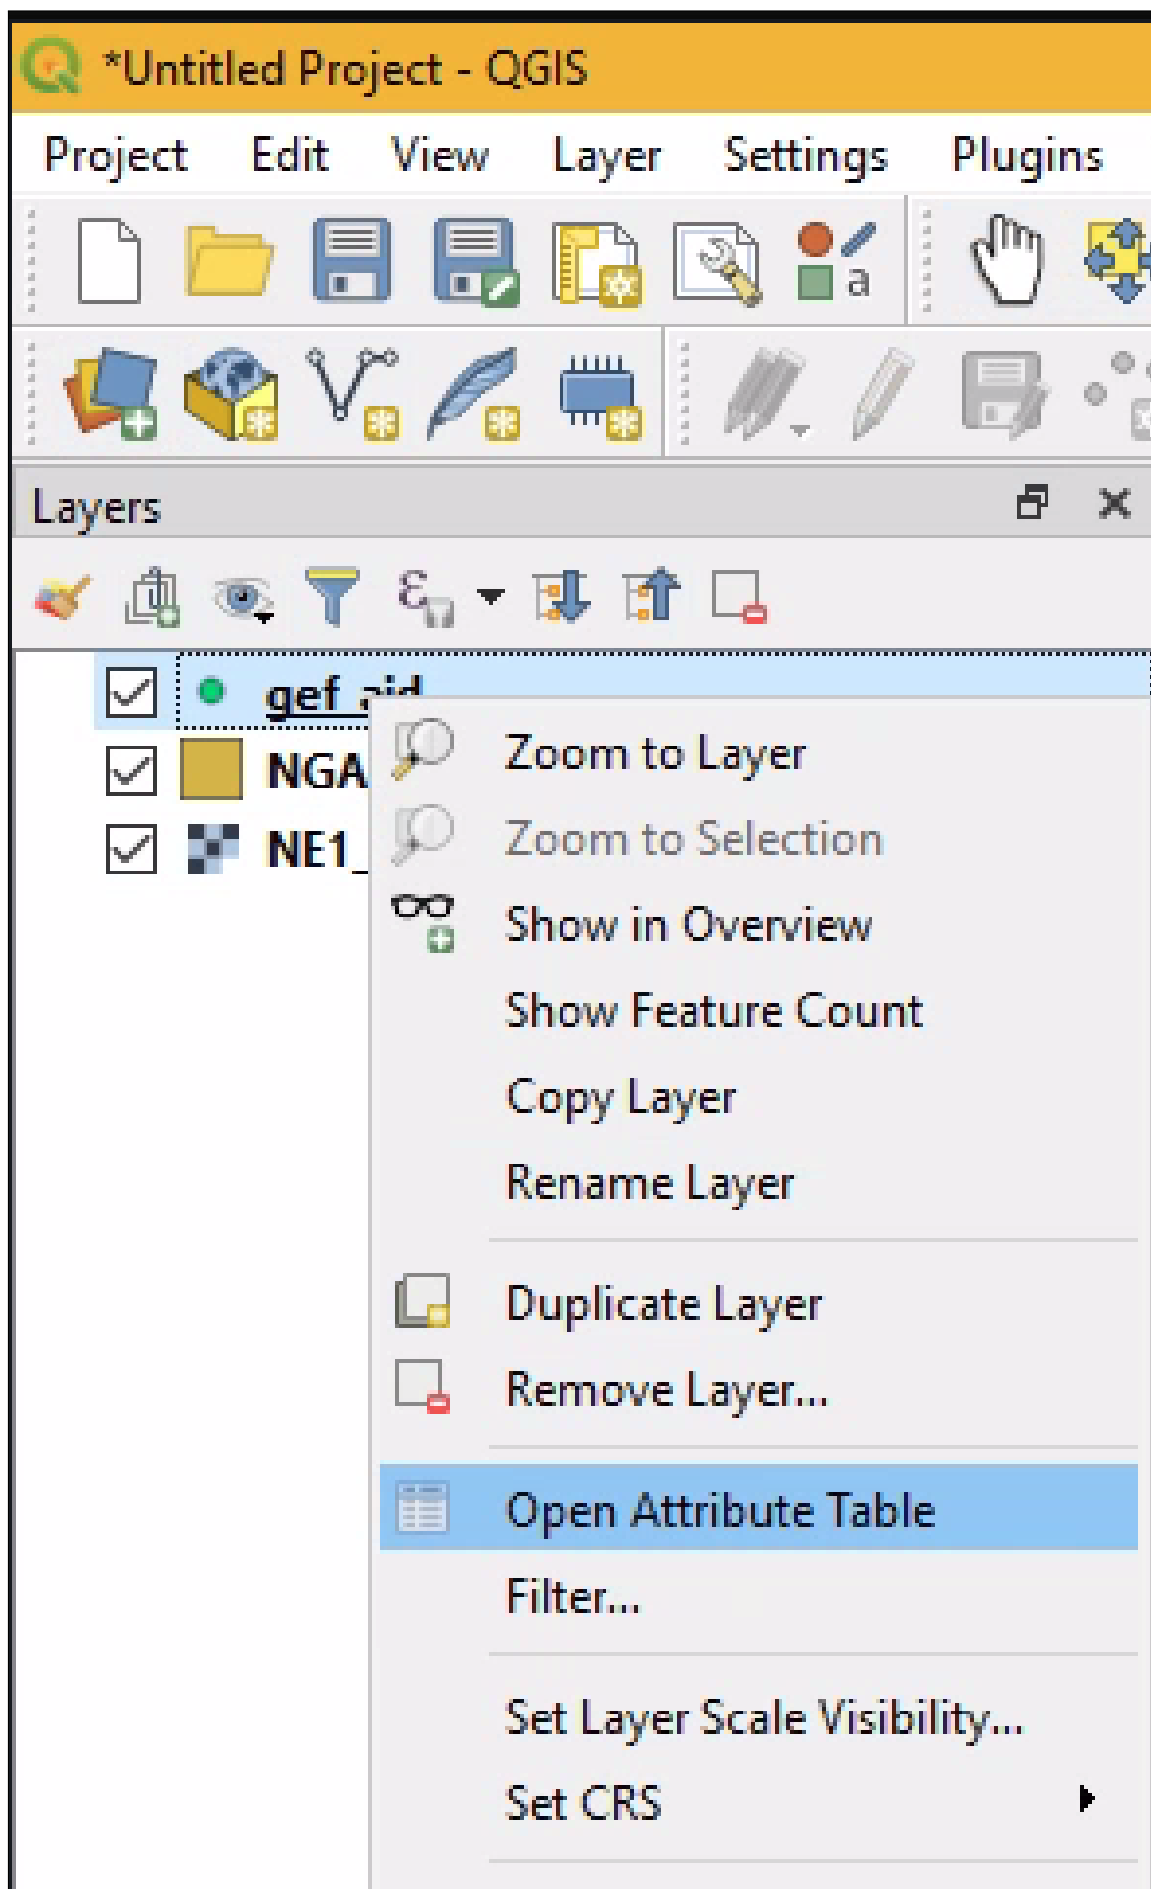 *Untitled Project - QGIS
Project Edit View Layer Settings Plugins
a
Layers
gef_aid
NGA
NE1_
Zoom to Layer
Zoom to Selection
Show in Overview
Show Feature Count
Copy Layer
Rename Layer
Duplicate Layer
Remove Layer...
Open Attribute Table
Filter...
Set Layer Scale Visibility...
Set CRS